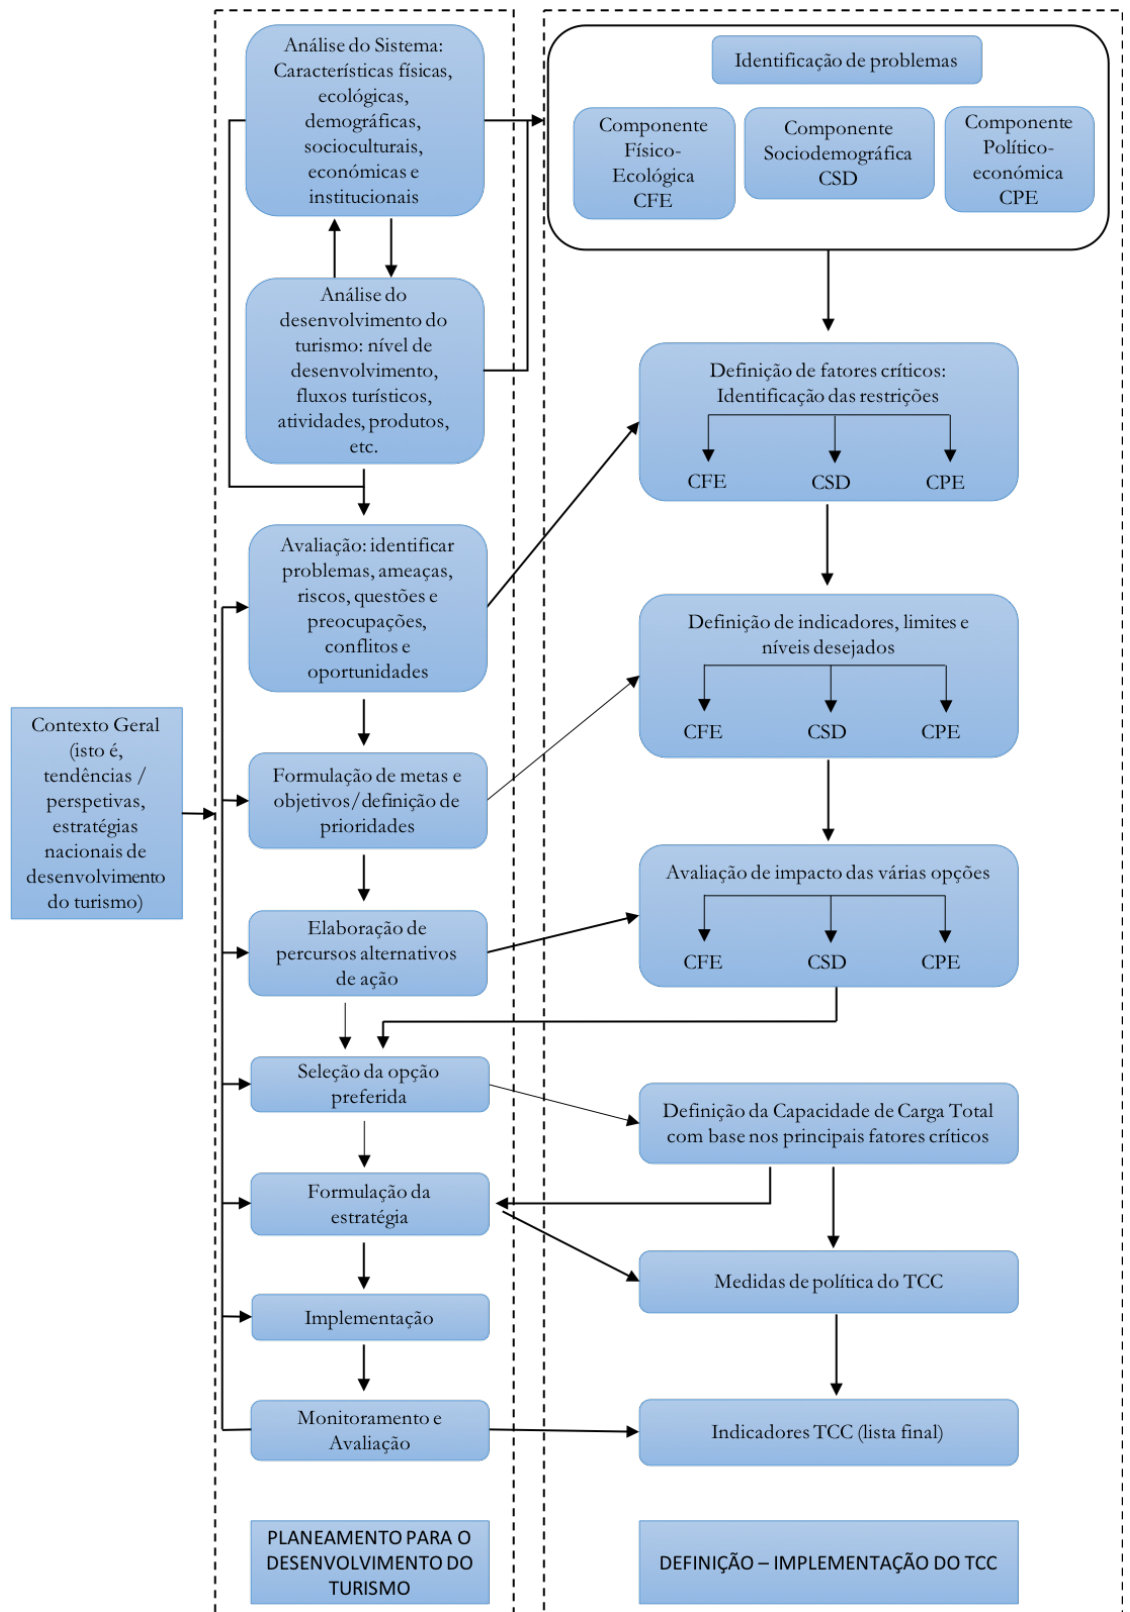 Análise do Sistema:
Características físicas,
ecológicas,
demográficas,
socioculturais,
económicas e
institucionais
Análise do
desenvolvimento do
turismo: nível de
desenvolvimento,
fluxos turísticos,
atividades, produtos,
etc.
Avaliação: identificar
problemas, ameaças,
riscos, questões e
preocupações,
conflitos e
oportunidades
Contexto Geral
(isto é,
tendências /
perspetivas,
estratégias
nacionais de
desenvolvimento
do turismo)
Formulação de metas e
objetivos/definição de
prioridades
Elaboração de
percursos alternativos
de ação
Seleção da opção
preferida
Formulação da
estratégia
Implementação
Monitoramento e
Avaliação
PLANEAMENTO PARA O
DESENVOLVIMENTO DO
TURISMO
Identificação de problemas
Componente
Físico-
Ecológica
CFE
Componente
Sociodemográfica
CSD
Componente
Político-
económica
CPE
Definição de fatores críticos:
Identificação das restrições
CFE CSD CPE
Definição de indicadores, limites e
níveis desejados
CFE CSD CPE
Avaliação de impacto das várias opções
CFE CSD CPE
Definição da Capacidade de Carga Total
com base nos principais fatores críticos
Medidas de política do TCC
Indicadores TCC (lista final)
DEFINIÇÃO – IMPLEMENTAÇÃO DO TCC